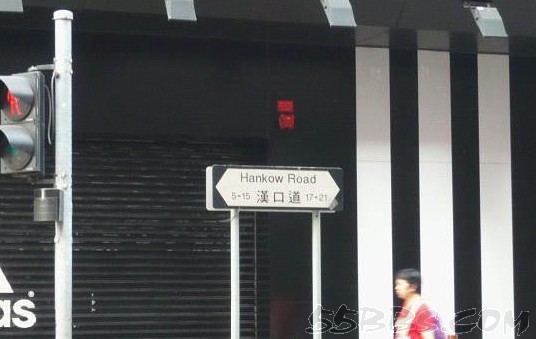 Hankow Road
5-15 漢口道 17-21
as®
55BBS.COM